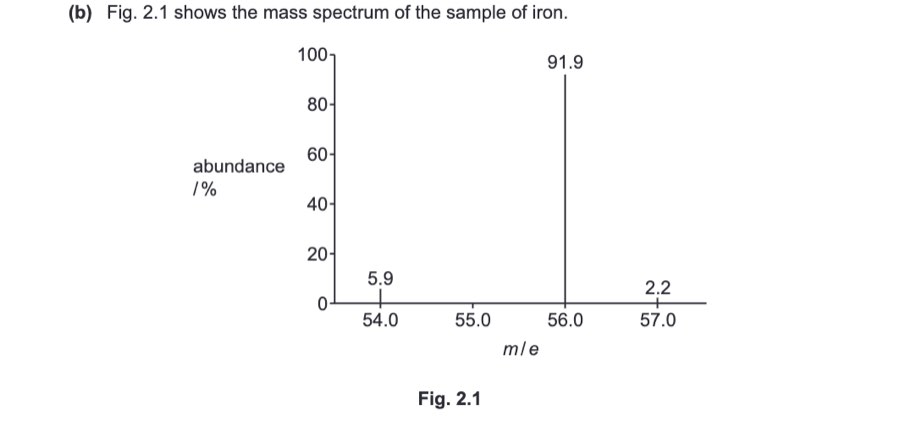 (b) Fig. 2.1 shows the mass spectrum of the sample of iron.
100
91.9
80
60
abundance
/%
40
20
5.9
2.2
0
54.0 55.0 56.0 57.0
m/e
Fig. 2.1